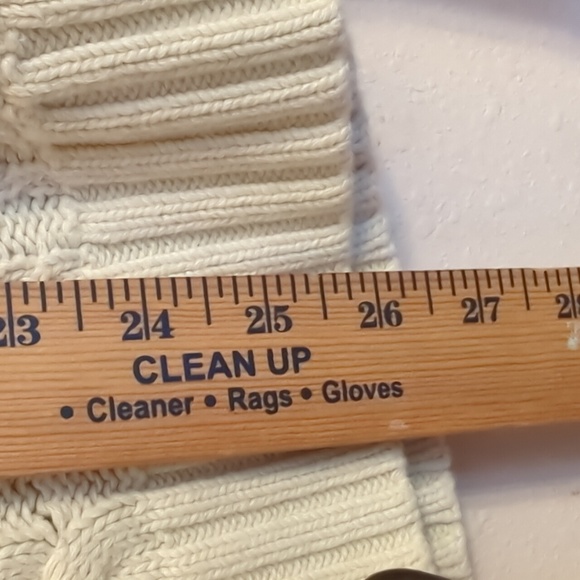 23 24 25 26 27 28
CLEAN UP
• Cleaner • Rags • Gloves